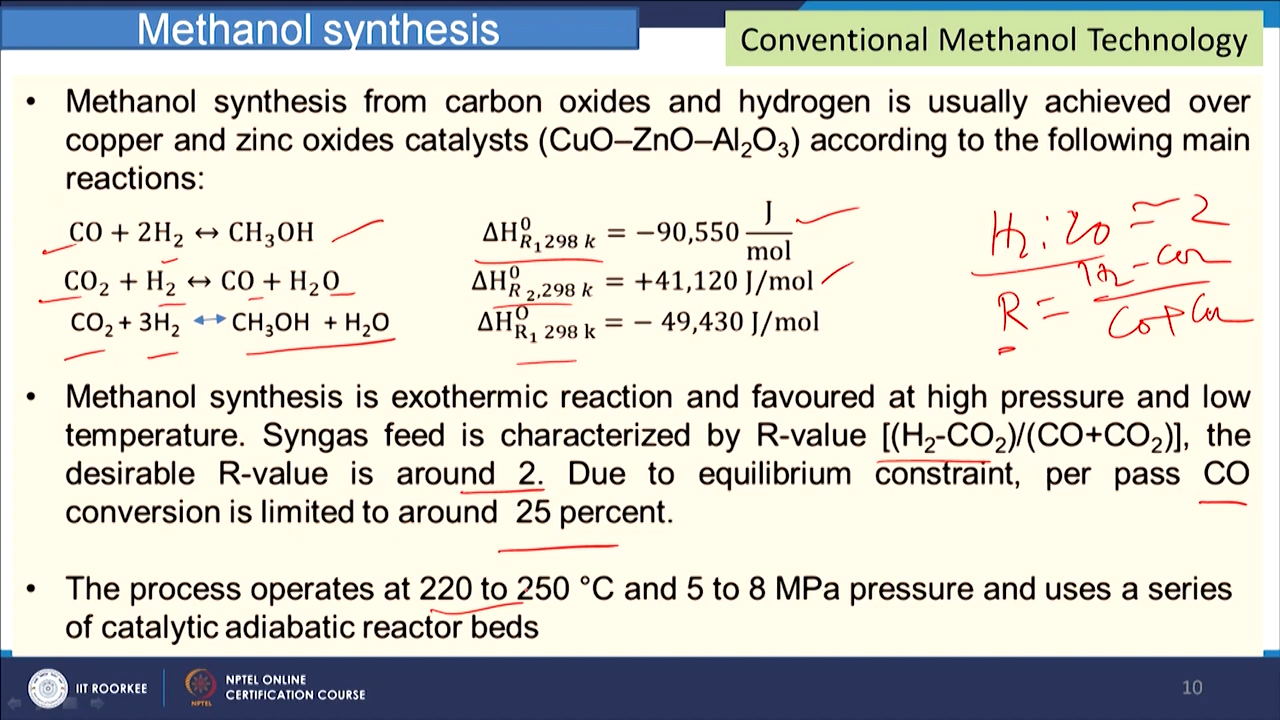 Methanol synthesis
Conventional Methanol Technology
• Methanol synthesis from carbon oxides and hydrogen is usually achieved over
copper and zinc oxides catalysts (CuO–ZnO–Al₂O₃) according to the following main
reactions:
CO + 2H₂ ↔ CH₃OH ΔH⁰R₁298 k = −90,550 J/mol
CO₂ + H₂ ↔ CO + H₂O ΔH⁰R 2,298 k = +41,120 J/mol
CO₂ + 3H₂ ↔ CH₃OH + H₂O ΔH⁰R₁ 298 k = − 49,430 J/mol
H₂ : CO ≈ 2
R = H₂ - CO₂ / CO + CO₂
• Methanol synthesis is exothermic reaction and favoured at high pressure and low
temperature. Syngas feed is characterized by R-value [(H₂-CO₂)/(CO+CO₂)], the
desirable R-value is around 2. Due to equilibrium constraint, per pass CO
conversion is limited to around 25 percent.
• The process operates at 220 to 250 °C and 5 to 8 MPa pressure and uses a series
of catalytic adiabatic reactor beds
IIT ROORKEE
NPTEL
NPTEL ONLINE
CERTIFICATION COURSE
10